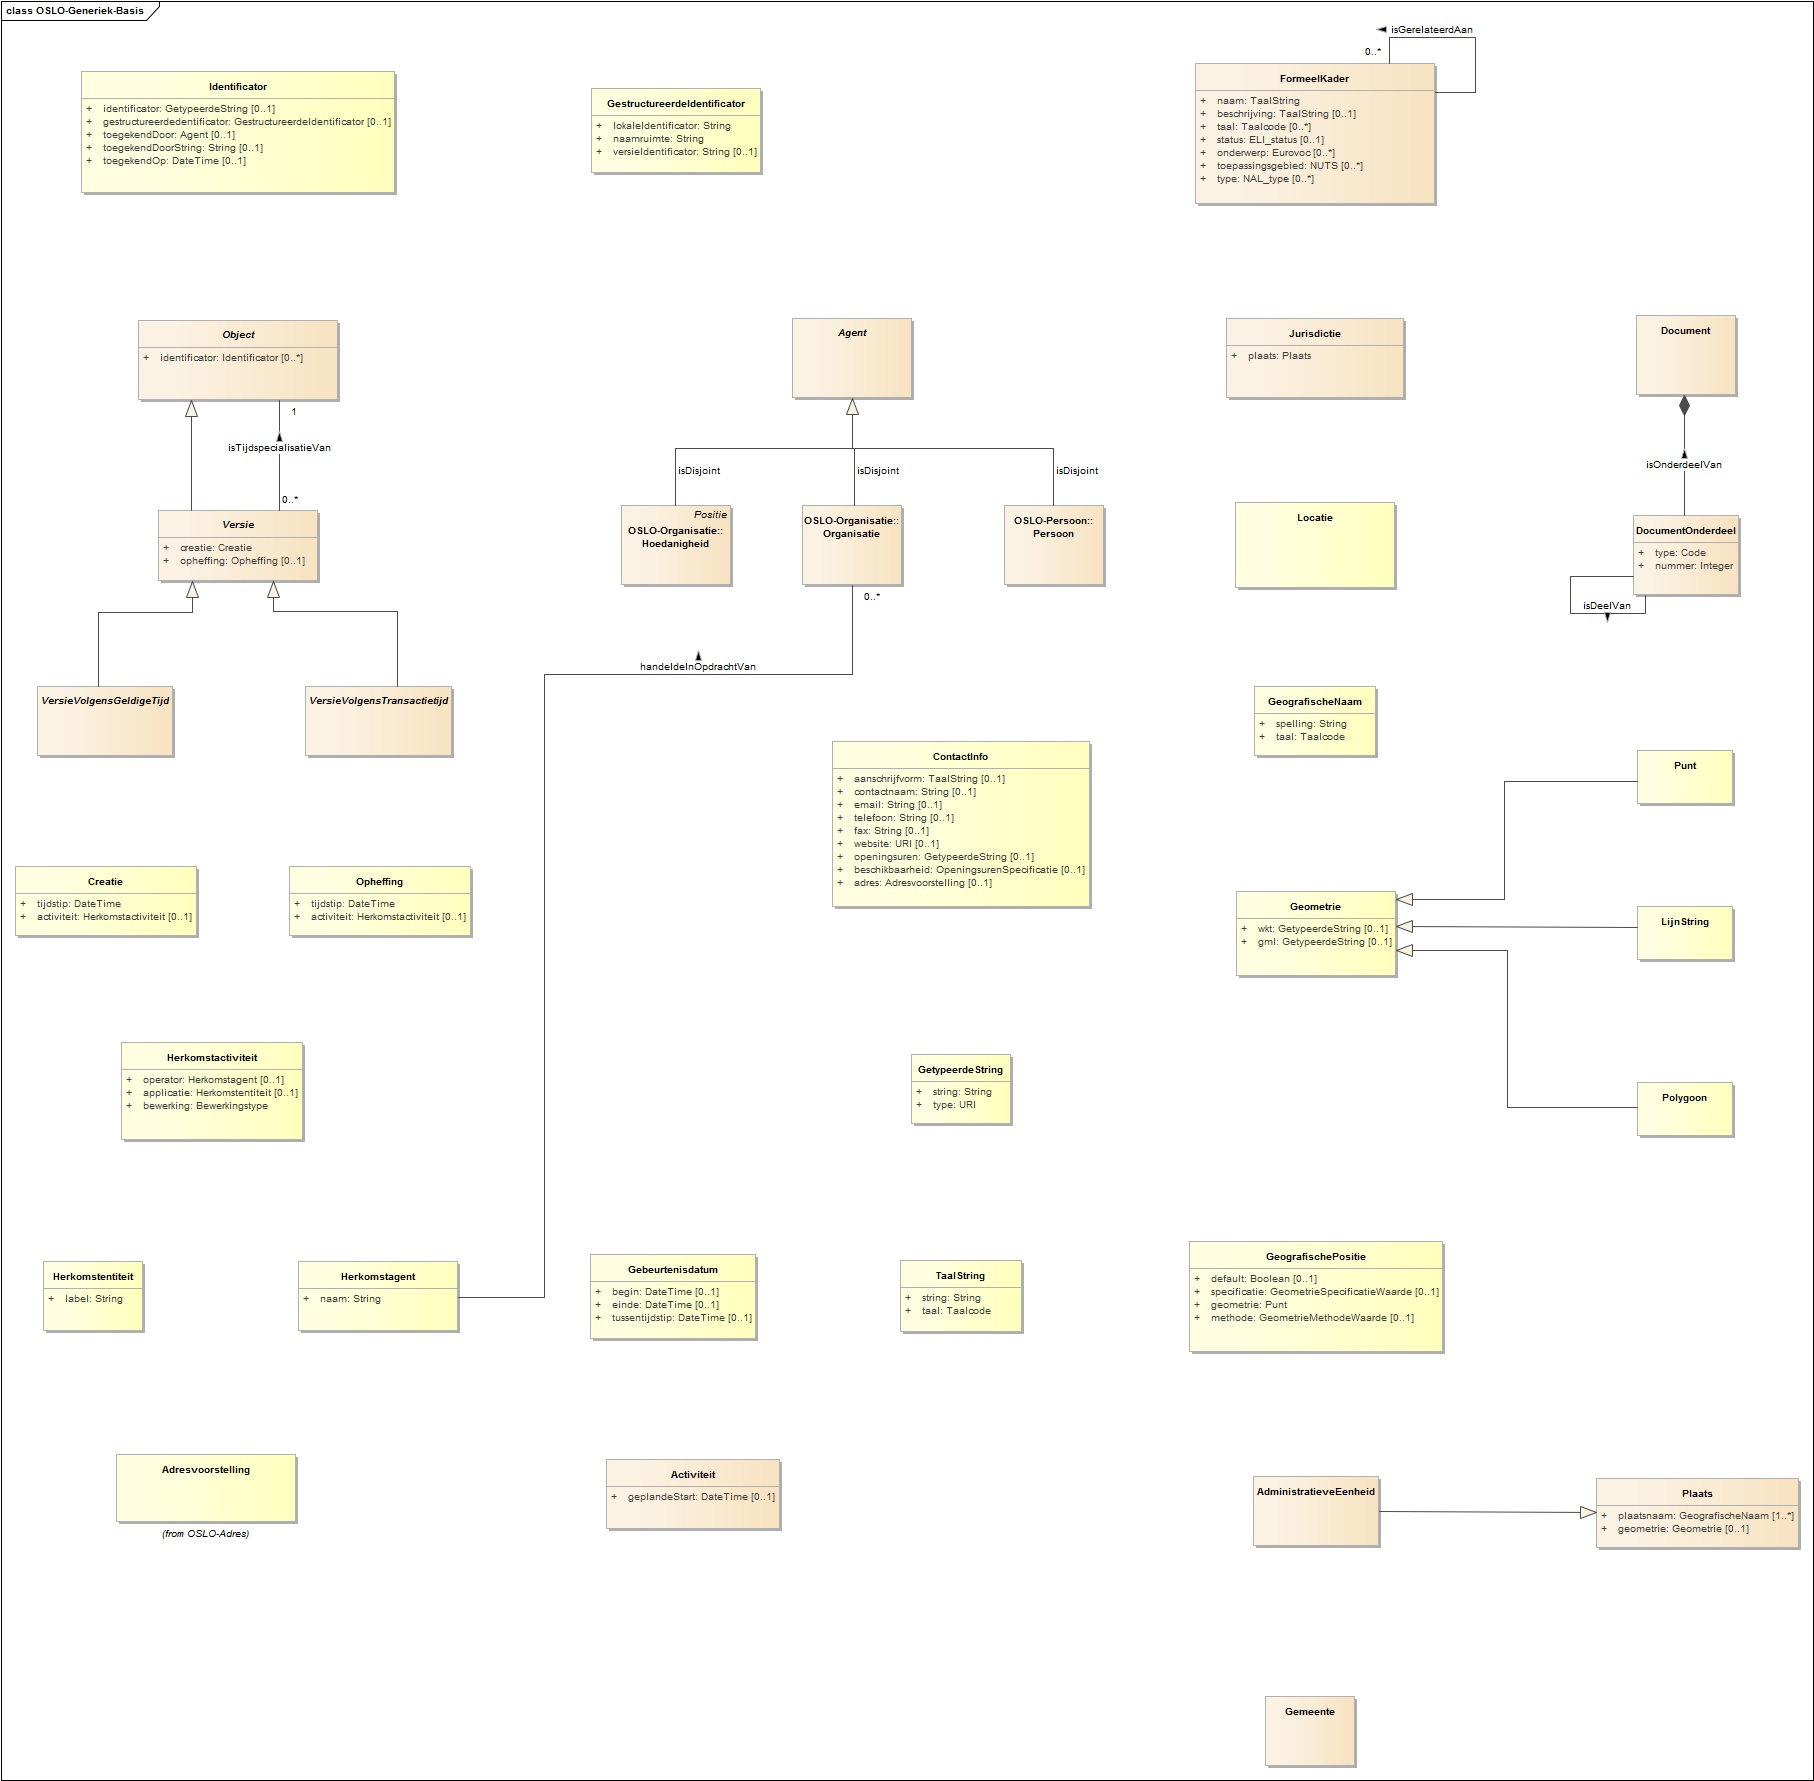 class OSLO-Generiek-Basis
isGerelateerdAan
0..*
Identificator
+ identificator: GetypeerdeString [0..1]
+ gestructureerdedentificator: GestructureerdeIdentificator [0..1]
+ toegekendDoor: Agent [0..1]
+ toegekendDoorString: String [0..1]
+ toegekendOp: DateTime [0..1]
GestructureerdeIdentificator
+ lokaleIdentificator: String
+ naamruimte: String
+ versieIdentificator: String [0..1]
FormeelKader
+ naam: TaalString
+ beschrijving: TaalString [0..1]
+ taal: Taalcode [0..*]
+ status: ELI_status [0..1]
+ onderwerp: Eurovoc [0..*]
+ toepassingsgebied: NUTS [0..*]
+ type: NAL_type [0..*]
Object
+ identificator: Identificator [0..*]
1
isTijdspecialisatieVan
0..*
Versie
+ creatie: Creatie
+ opheffing: Opheffing [0..1]
VersieVolgensGeldigeTijd
VersieVolgensTransactietijd
Agent
isDisjoint
isDisjoint
isDisjoint
Positie
OSLO-Organisatie::
Hoedanigheid
OSLO-Organisatie::
Organisatie
OSLO-Persoon::
Persoon
0..*
handeldeInOpdrachtVan
Jurisdictie
+ plaats: Plaats
Document
isOnderdeelVan
Locatie
DocumentOnderdeel
+ type: Code
+ nummer: Integer
isDeelVan
GeografischeNaam
+ spelling: String
+ taal: Taalcode
ContactInfo
+ aanschrijfvorm: TaalString [0..1]
+ contactnaam: String [0..1]
+ email: String [0..1]
+ telefoon: String [0..1]
+ fax: String [0..1]
+ website: URI [0..1]
+ openingsuren: GetypeerdeString [0..1]
+ beschikbaarheid: OpeningsurenSpecificatie [0..1]
+ adres: Adresvoorstelling [0..1]
Punt
Creatie
+ tijdstip: DateTime
+ activiteit: Herkomstactiviteit [0..1]
Opheffing
+ tijdstip: DateTime
+ activiteit: Herkomstactiviteit [0..1]
Geometrie
+ wkt: GetypeerdeString [0..1]
+ gml: GetypeerdeString [0..1]
LijnString
Herkomstactiviteit
+ operator: Herkomstagent [0..1]
+ applicatie: Herkomstentiteit [0..1]
+ bewerking: Bewerkingstype
GetypeerdeString
+ string: String
+ type: URI
Polygoon
Herkomstentiteit
+ label: String
Herkomstagent
+ naam: String
Gebeurtenisdatum
+ begin: DateTime [0..1]
+ einde: DateTime [0..1]
+ tussentijdstip: DateTime [0..1]
TaalString
+ string: String
+ taal: Taalcode
GeografischePositie
+ default: Boolean [0..1]
+ specificatie: GeometrieSpecificatieWaarde [0..1]
+ geometrie: Punt
+ methode: GeometrieMethodeWaarde [0..1]
Adresvoorstelling
(from OSLO-Adres)
Activiteit
+ geplandeStart: DateTime [0..1]
AdministratieveEenheid
Plaats
+ plaatsnaam: GeografischeNaam [1..*]
+ geometrie: Geometrie [0..1]
Gemeente